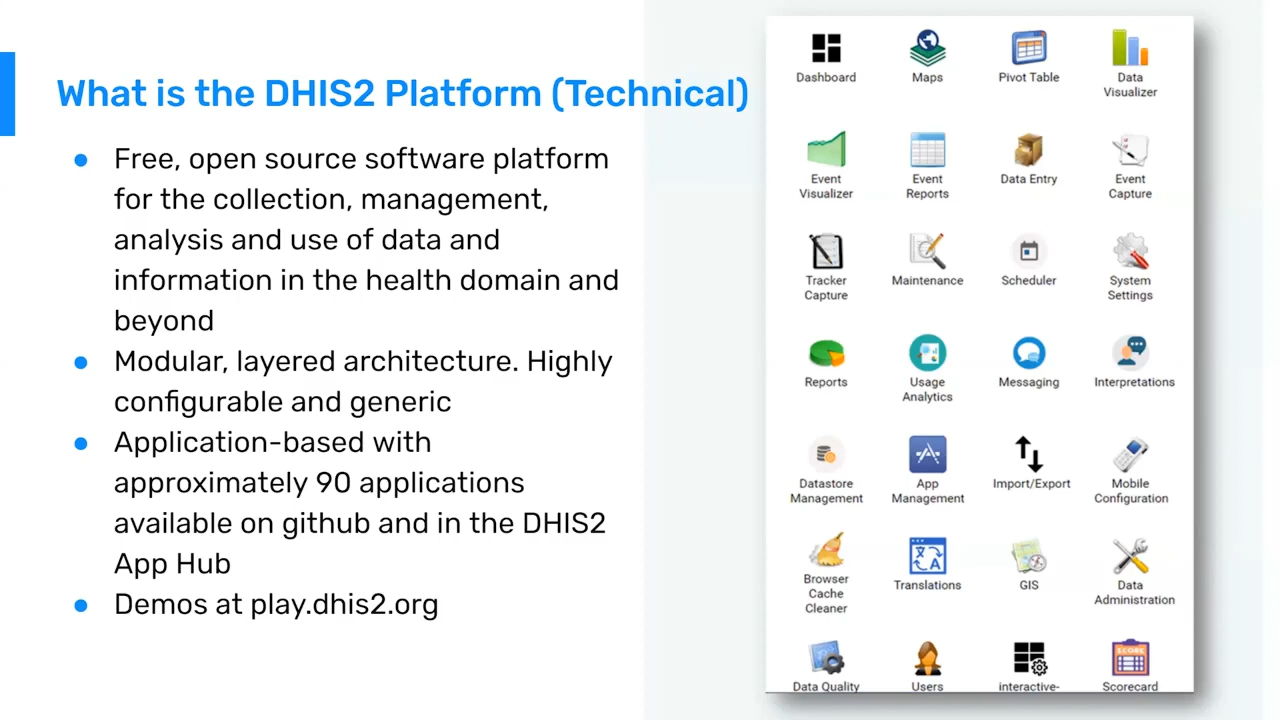 What is the DHIS2 Platform (Technical)
● Free, open source software platform
for the collection, management,
analysis and use of data and
information in the health domain and
beyond
● Modular, layered architecture. Highly
configurable and generic
● Application-based with
approximately 90 applications
available on github and in the DHIS2
App Hub
● Demos at play.dhis2.org
Dashboard
Maps
Pivot Table
Data
Visualizer
Event
Visualizer
Event
Reports
Data Entry
Event
Capture
Tracker
Capture
Maintenance
Scheduler
System
Settings
Reports
Usage
Analytics
Messaging
Interpretations
Datastore
Management
App
Management
Import/Export
Mobile
Configuration
Browser
Cache
Cleaner
Translations
GIS
Data
Administration
Data Quality
Users
interactive-
SCORE
Scorecard